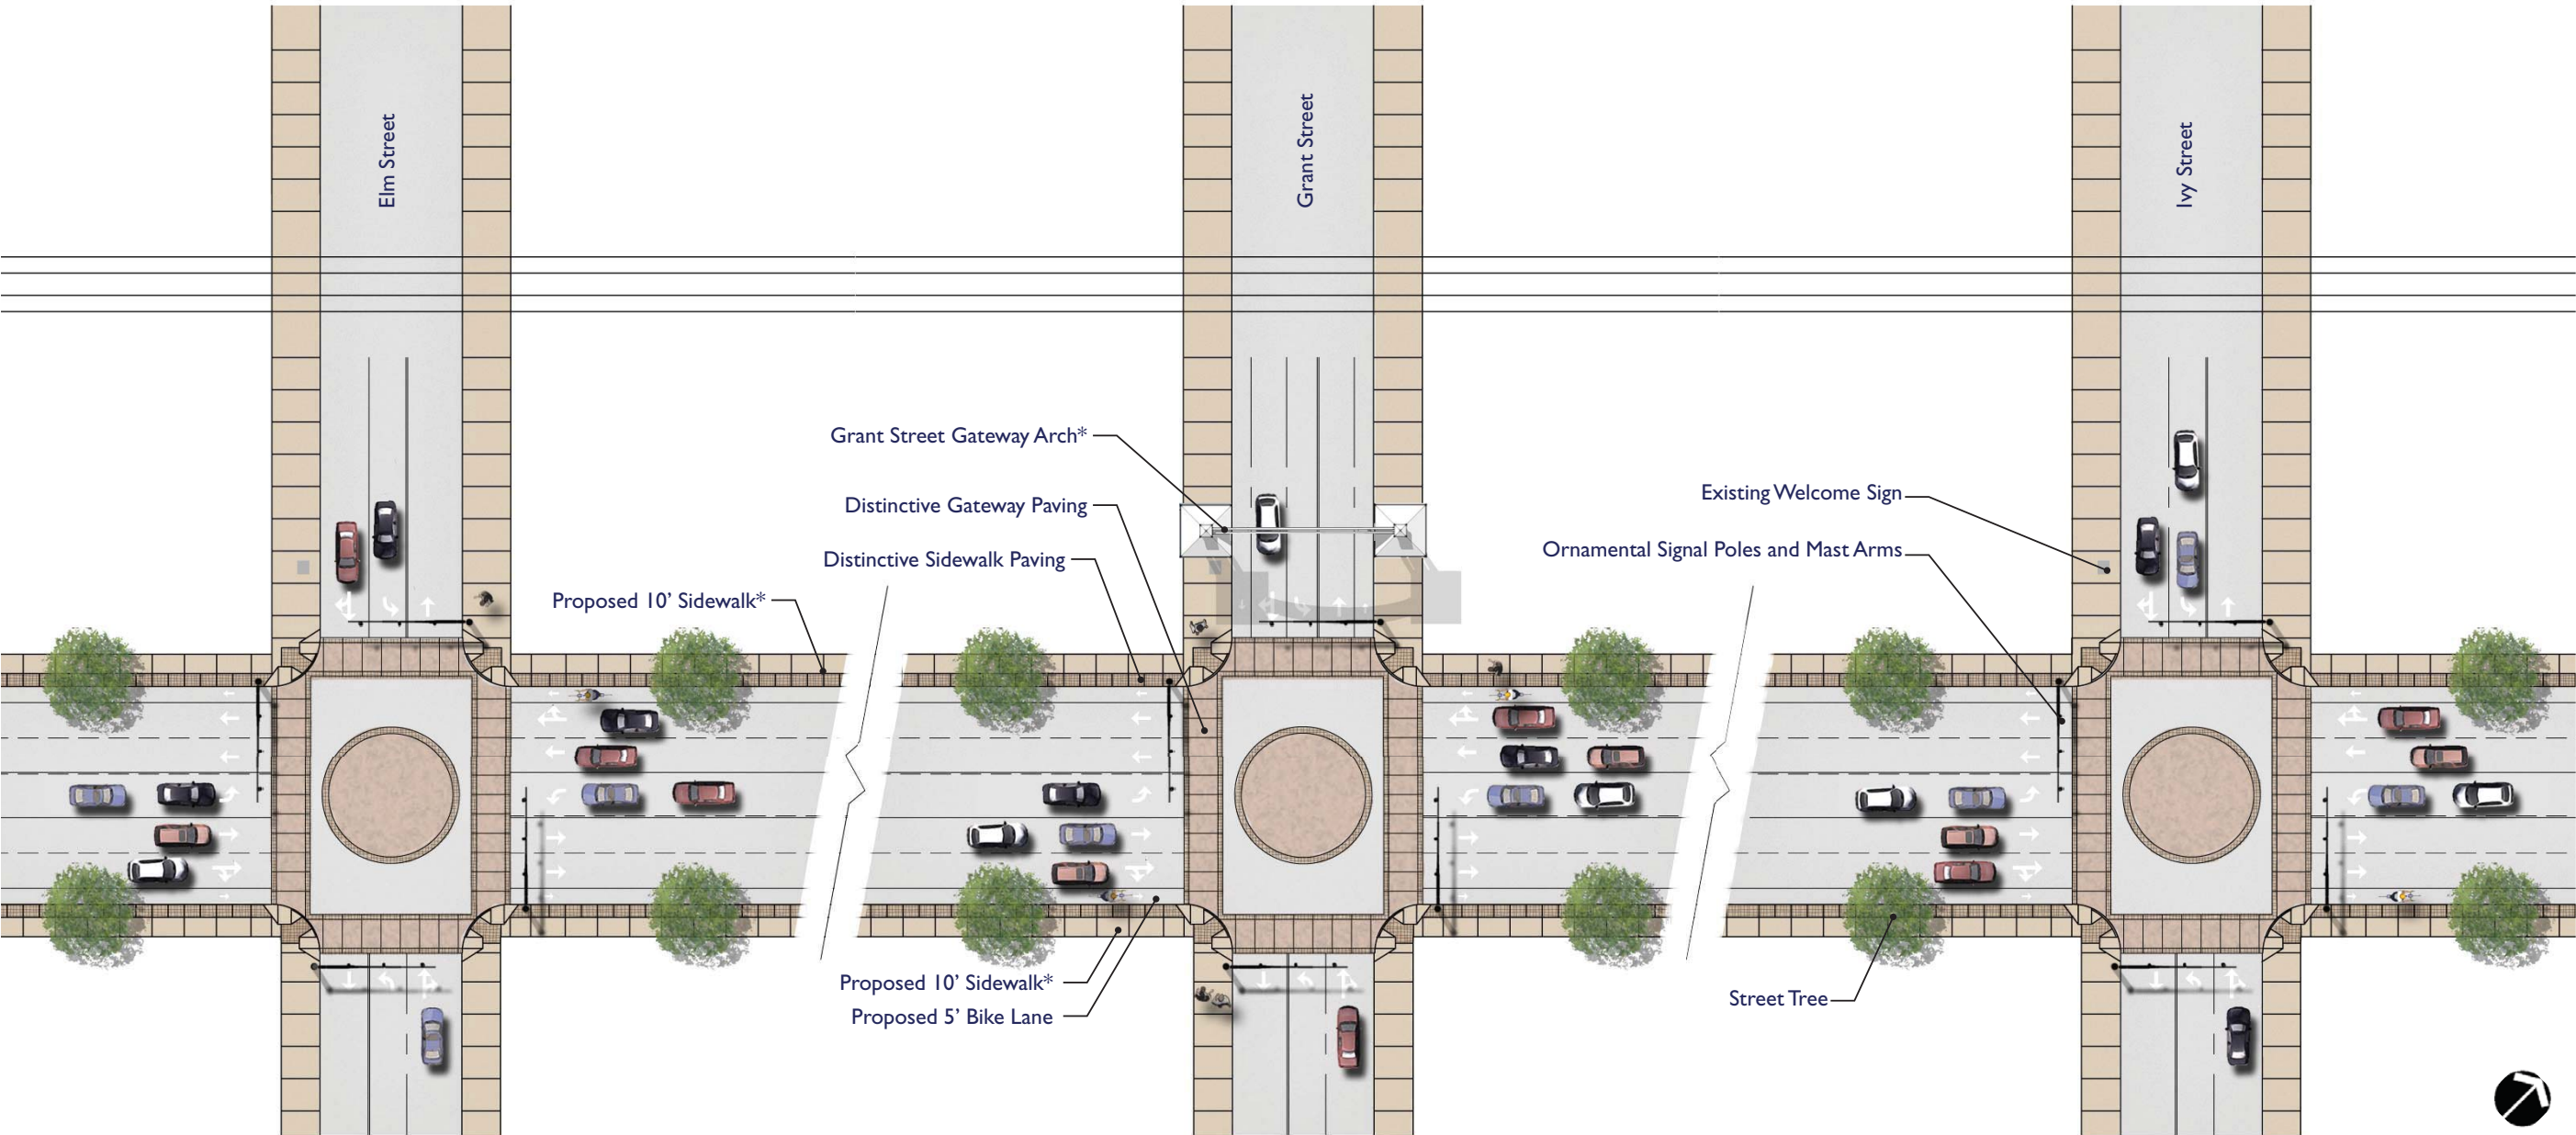 Elm Street
Grant Street
Ivy Street
Grant Street Gateway Arch*
Distinctive Gateway Paving
Distinctive Sidewalk Paving
Proposed 10’ Sidewalk*
Existing Welcome Sign
Ornamental Signal Poles and Mast Arms
Proposed 10’ Sidewalk*
Proposed 5’ Bike Lane
Street Tree